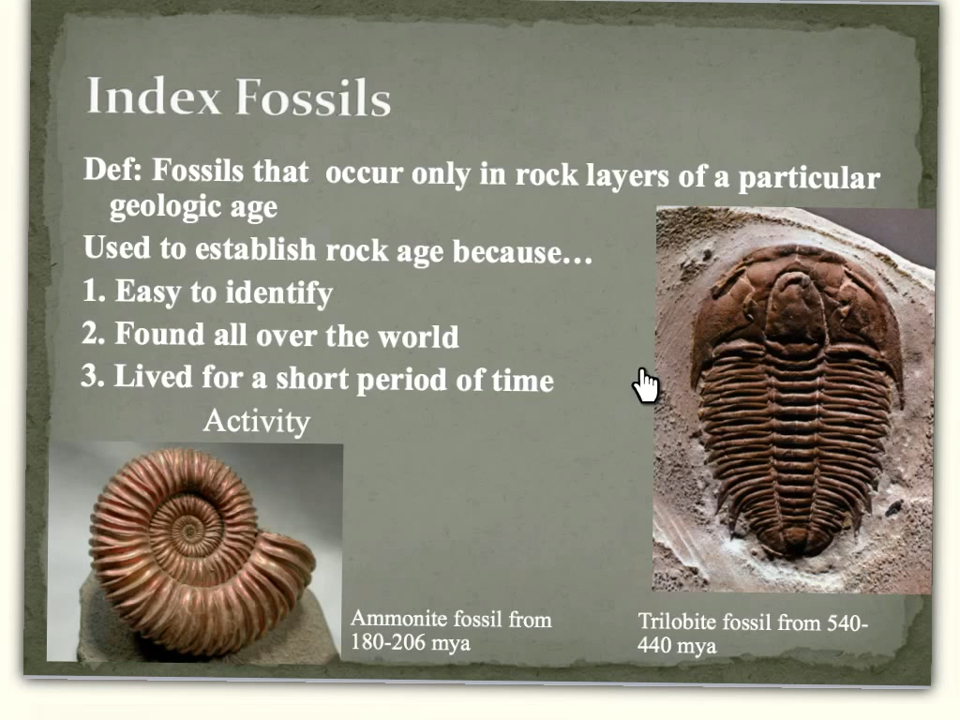 Index Fossils
Def: Fossils that  occur only in rock layers of a particular
geologic age
Used to establish rock age because…
1. Easy to identify
2. Found all over the world
3. Lived for a short period of time
Activity
Ammonite fossil from
180-206 mya
Trilobite fossil from 540-
440 mya